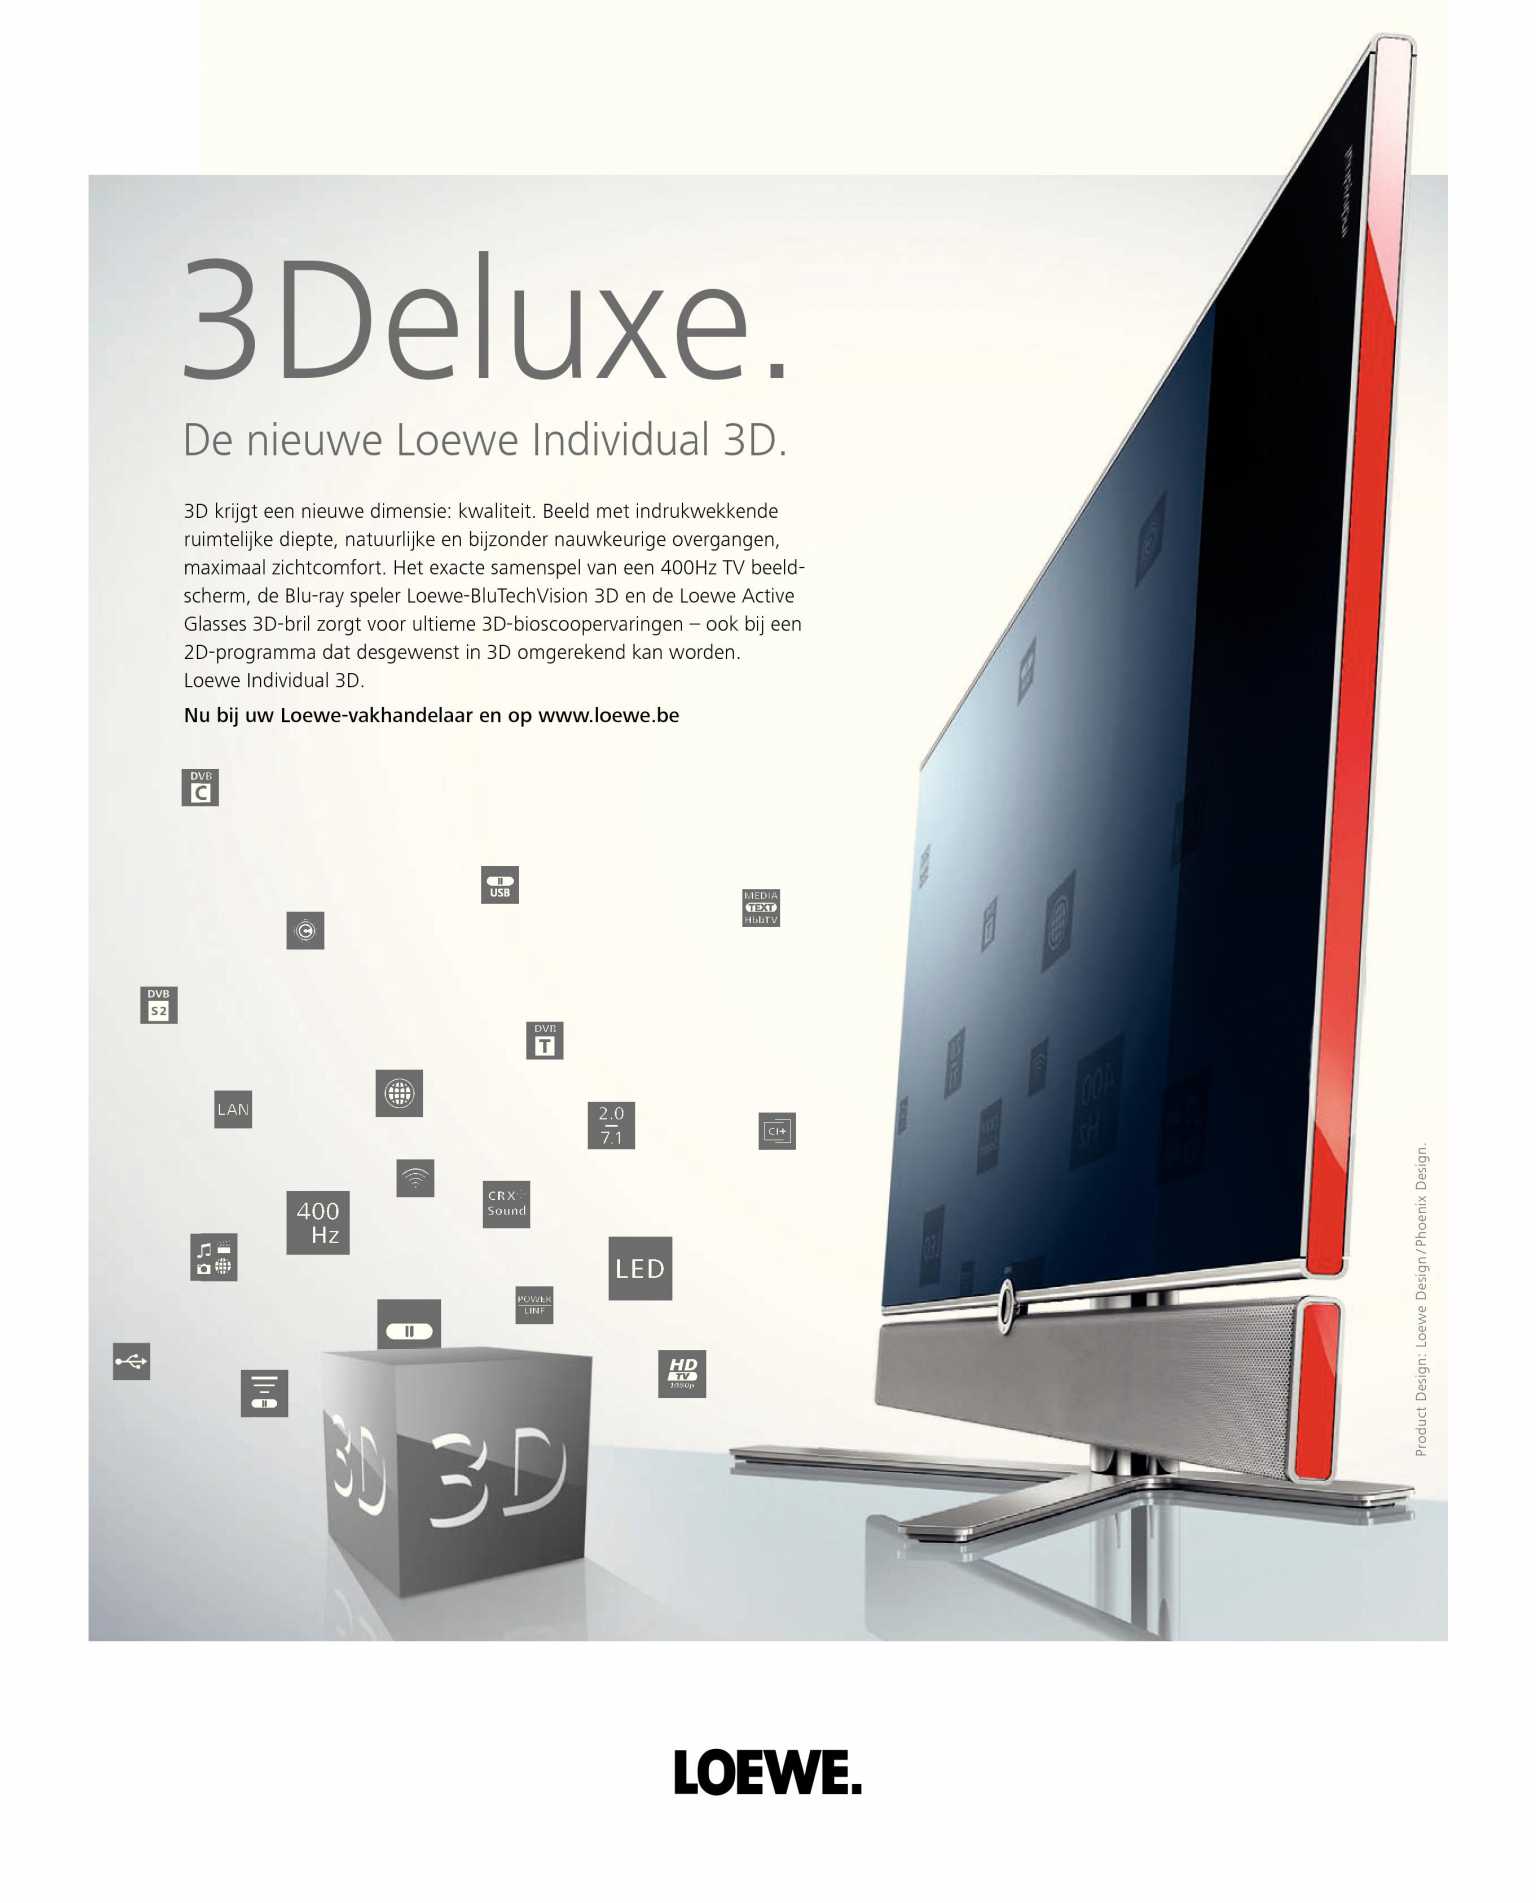 3Deluxe.
De nieuwe Loewe Individual 3D.
3D krijgt een nieuwe dimensie: kwaliteit. Beeld met indrukwekkende
ruimtelijke diepte, natuurlijke en bijzonder nauwkeurige overgangen,
maximaal zichtcomfort. Het exacte samenspel van een 400Hz TV beeld-
scherm, de Blu-ray speler Loewe-BluTechVision 3D en de Loewe Active
Glasses 3D-bril zorgt voor ultieme 3D-bioscoopervaringen – ook bij een
2D-programma dat desgewenst in 3D omgerekend kan worden.
Loewe Individual 3D.
Nu bij uw Loewe-vakhandelaar en op www.loewe.be
individual
DVB
C
USB
MEDIA
TEXT
HbbTV
DVB
S2
DVB
T
LAN
2.0
7.1
CI+
400
Hz
CRX
Sound
LED
POWER
LINE
HD
TV
1080p
3D
3D
Product Design: Loewe Design/Phoenix Design.
LOEWE.